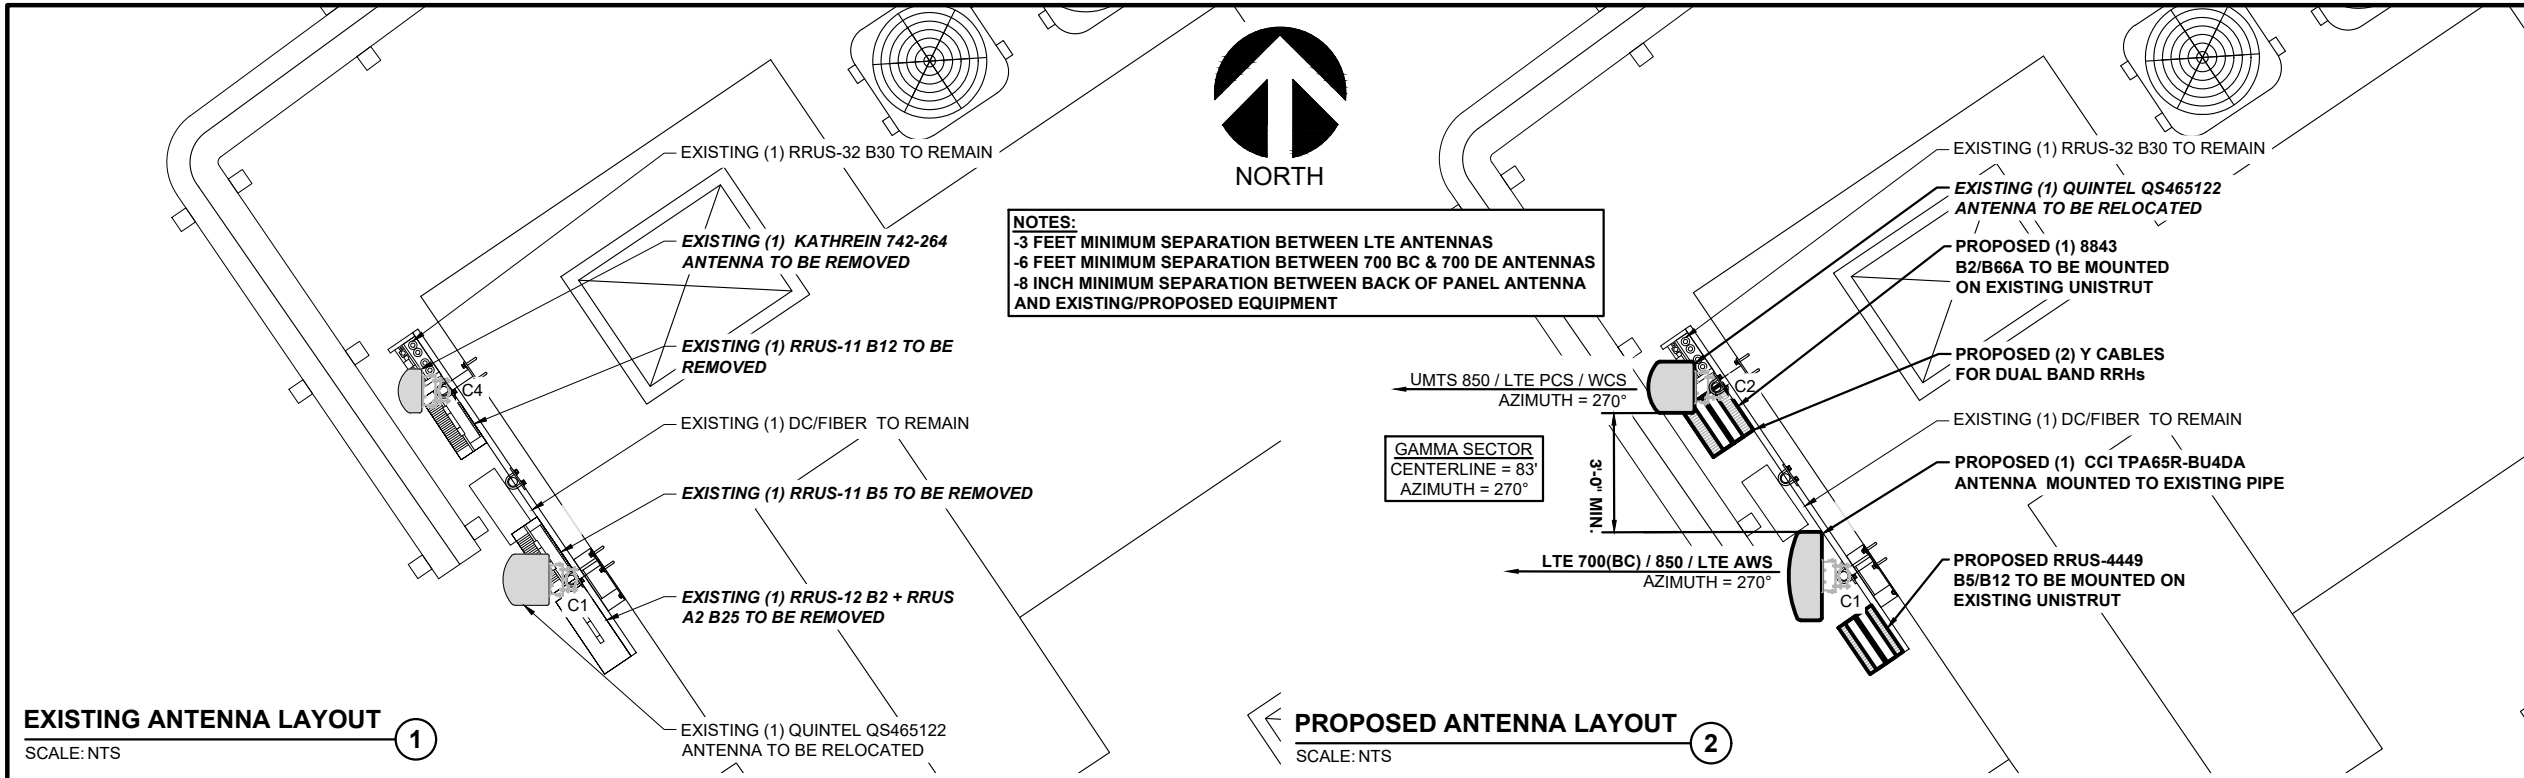 EXISTING (1) RRUS-32 B30 TO REMAIN
EXISTING (1) KATHREIN 742-264
ANTENNA TO BE REMOVED
EXISTING (1) RRUS-11 B12 TO BE
REMOVED
C4
EXISTING (1) DC/FIBER TO REMAIN
EXISTING (1) RRUS-11 B5 TO BE REMOVED
C1
EXISTING (1) RRUS-12 B2 + RRUS
A2 B25 TO BE REMOVED
EXISTING (1) QUINTEL QS465122
ANTENNA TO BE RELOCATED
EXISTING ANTENNA LAYOUT
1
SCALE: NTS
NORTH
NOTES:
-3 FEET MINIMUM SEPARATION BETWEEN LTE ANTENNAS
-6 FEET MINIMUM SEPARATION BETWEEN 700 BC & 700 DE ANTENNAS
-8 INCH MINIMUM SEPARATION BETWEEN BACK OF PANEL ANTENNA
AND EXISTING/PROPOSED EQUIPMENT
EXISTING (1) RRUS-32 B30 TO REMAIN
EXISTING (1) QUINTEL QS465122
ANTENNA TO BE RELOCATED
PROPOSED (1) 8843
B2/B66A TO BE MOUNTED
ON EXISTING UNISTRUT
PROPOSED (2) Y CABLES
FOR DUAL BAND RRHs
UMTS 850 / LTE PCS / WCS
AZIMUTH = 270°
C2
GAMMA SECTOR
CENTERLINE = 83'
AZIMUTH = 270°
3'-0" MIN.
EXISTING (1) DC/FIBER TO REMAIN
PROPOSED (1) CCI TPA65R-BU4DA
ANTENNA MOUNTED TO EXISTING PIPE
LTE 700(BC) / 850 / LTE AWS
AZIMUTH = 270°
C1
PROPOSED RRUS-4449
B5/B12 TO BE MOUNTED ON
EXISTING UNISTRUT
PROPOSED ANTENNA LAYOUT
2
SCALE: NTS